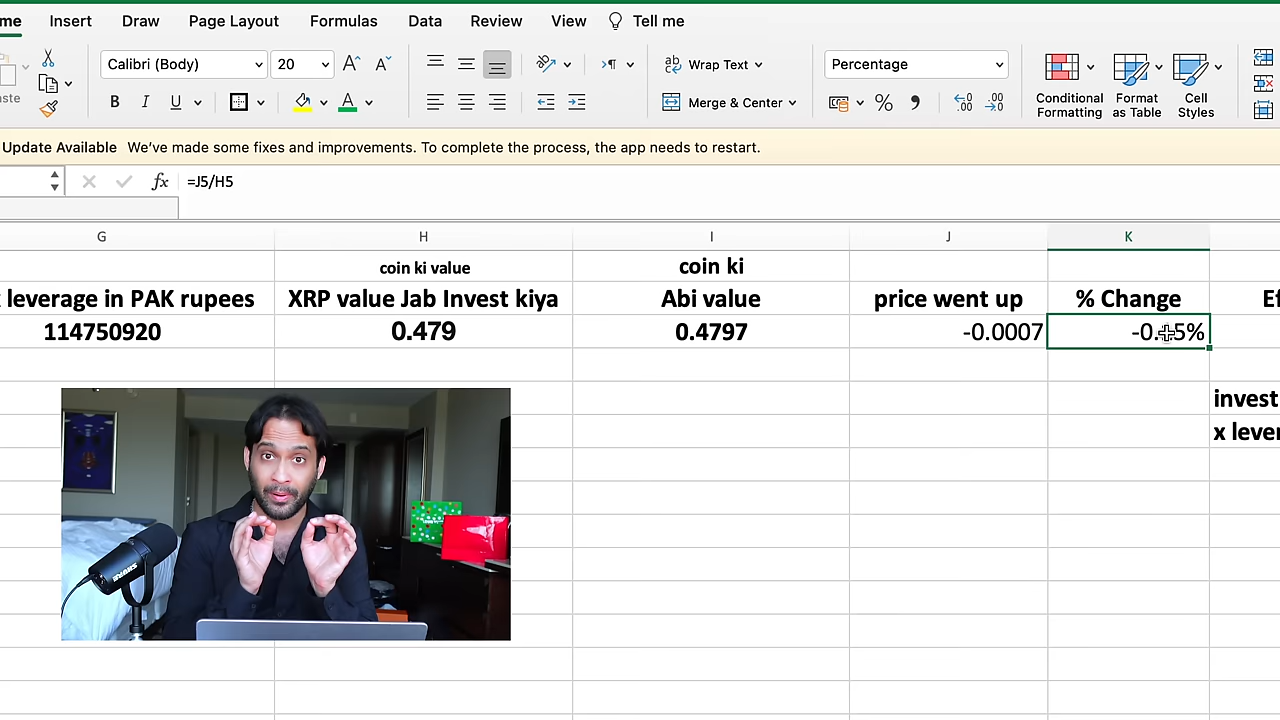 me Insert Draw Page Layout Formulas Data Review View Tell me
aste Calibri (Body) 20 A^ A˅ ab Wrap Text Percentage
B I U A Merge & Center % , Conditional Formatting Format as Table Cell Styles
Update Available We've made some fixes and improvements. To complete the process, the app needs to restart.
fx =J5/H5
G H I J K
coin ki value coin ki
leverage in PAK rupees XRP value Jab Invest kiya Abi value price went up % Change
114750920 0.479 0.4797 -0.0007
invest
x lever